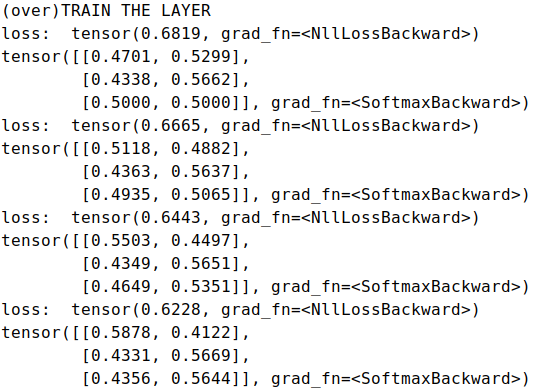 (over)TRAIN THE LAYER
loss:  tensor(0.6819, grad_fn=<NllLossBackward>)
tensor([[0.4701, 0.5299],
        [0.4338, 0.5662],
        [0.5000, 0.5000]], grad_fn=<SoftmaxBackward>)
loss:  tensor(0.6665, grad_fn=<NllLossBackward>)
tensor([[0.5118, 0.4882],
        [0.4363, 0.5637],
        [0.4935, 0.5065]], grad_fn=<SoftmaxBackward>)
loss:  tensor(0.6443, grad_fn=<NllLossBackward>)
tensor([[0.5503, 0.4497],
        [0.4349, 0.5651],
        [0.4649, 0.5351]], grad_fn=<SoftmaxBackward>)
loss:  tensor(0.6228, grad_fn=<NllLossBackward>)
tensor([[0.5878, 0.4122],
        [0.4331, 0.5669],
        [0.4356, 0.5644]], grad_fn=<SoftmaxBackward>)